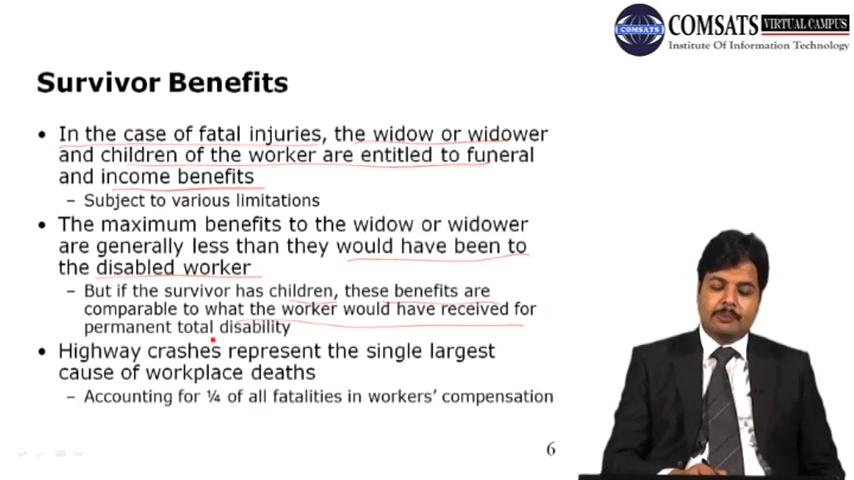 COMSATS VIRTUAL CAMPUS
COMSATS
Institute Of Information Technology
Survivor Benefits
• In the case of fatal injuries, the widow or widower
and children of the worker are entitled to funeral
and income benefits
– Subject to various limitations
• The maximum benefits to the widow or widower
are generally less than they would have been to
the disabled worker
– But if the survivor has children, these benefits are
comparable to what the worker would have received for
permanent total disability
• Highway crashes represent the single largest
cause of workplace deaths
– Accounting for ¼ of all fatalities in workers’ compensation
6